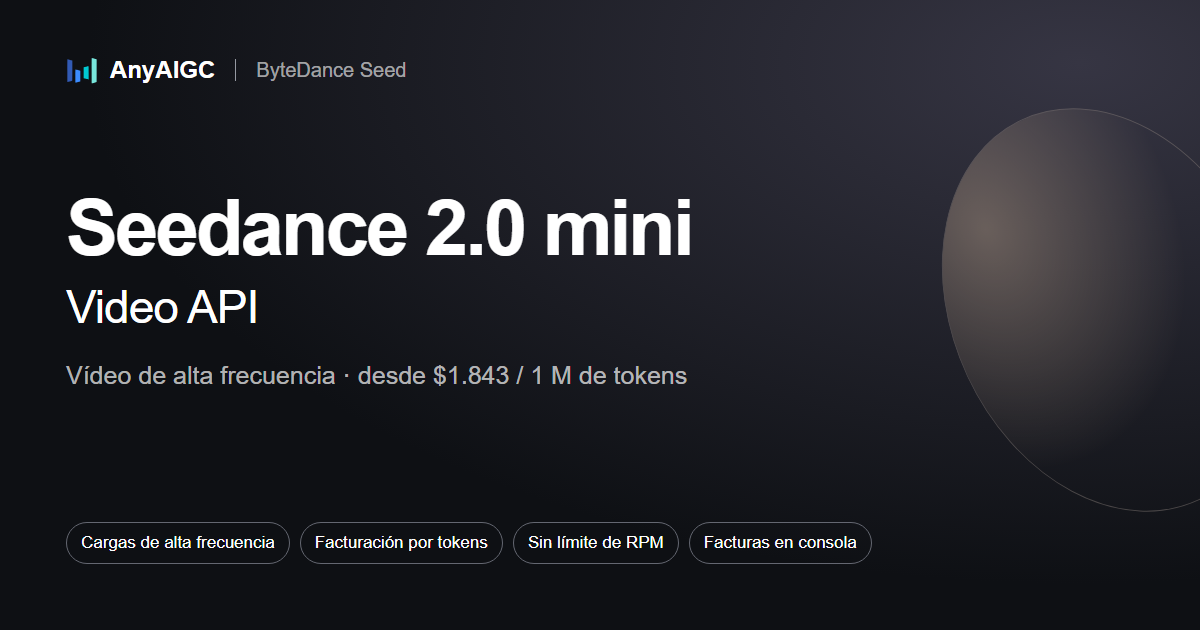 AnyAIGC | ByteDance Seed
Seedance 2.0 mini
Video API
Vídeo de alta frecuencia · desde $1.843 / 1 M de tokens
Cargas de alta frecuencia Facturación por tokens Sin límite de RPM Facturas en consola